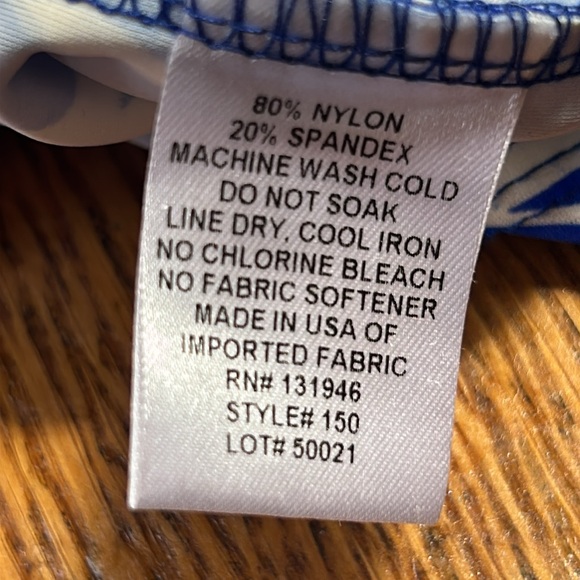 80% NYLON
20% SPANDEX
MACHINE WASH COLD
DO NOT SOAK
LINE DRY, COOL IRON
NO CHLORINE BLEACH
NO FABRIC SOFTENER
MADE IN USA OF
IMPORTED FABRIC
RN# 131946
STYLE# 150
LOT# 50021